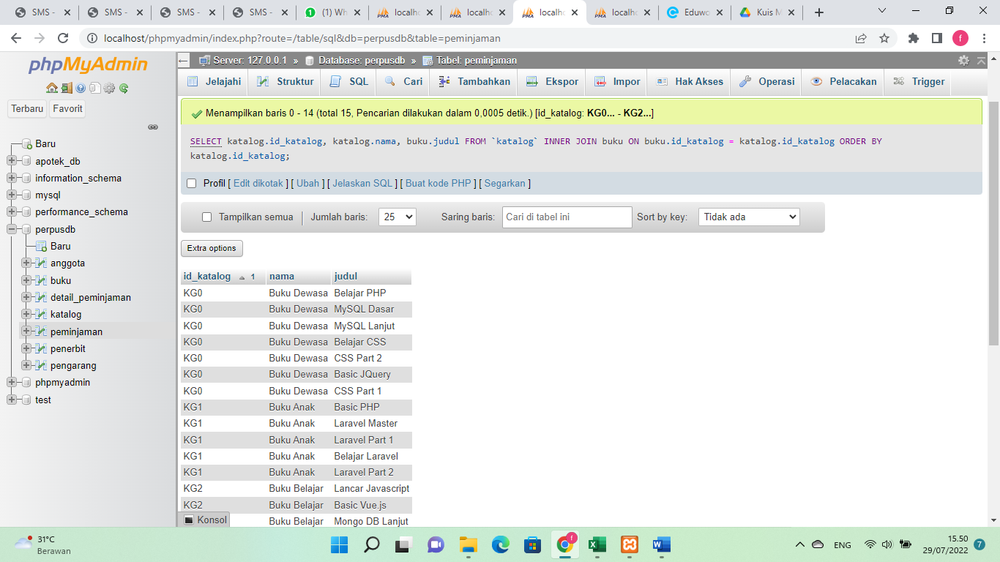 SMS -
SMS -
SMS -
SMS -
(1) Wh
localho
localho
localho
localho
Eduwo
Kuis M
localhost/phpmyadmin/index.php?route=/table/sql&db=perpusdb&table=peminjaman
f
phpMyAdmin
Terbaru Favorit
Baru
apotek_db
information_schema
mysql
performance_schema
perpusdb
Baru
anggota
buku
detail_peminjaman
katalog
peminjaman
penerbit
pengarang
phpmyadmin
test
Server: 127.0.0.1 » Database: perpusdb » Tabel: peminjaman
Jelajahi Struktur SQL Cari Tambahkan Ekspor Impor Hak Akses Operasi Pelacakan Trigger
Menampilkan baris 0 - 14 (total 15, Pencarian dilakukan dalam 0,0005 detik.) [id_katalog: KG0... - KG2...]
SELECT katalog.id_katalog, katalog.nama, buku.judul FROM `katalog` INNER JOIN buku ON buku.id_katalog = katalog.id_katalog ORDER BY
katalog.id_katalog;
Profil [ Edit dikotak ] [ Ubah ] [ Jelaskan SQL ] [ Buat kode PHP ] [ Segarkan ]
Tampilkan semua Jumlah baris: 25 Saring baris: Cari di tabel ini Sort by key: Tidak ada
Extra options
id_katalog 1 nama judul
KG0 Buku Dewasa Belajar PHP
KG0 Buku Dewasa MySQL Dasar
KG0 Buku Dewasa MySQL Lanjut
KG0 Buku Dewasa Belajar CSS
KG0 Buku Dewasa CSS Part 2
KG0 Buku Dewasa Basic JQuery
KG0 Buku Dewasa CSS Part 1
KG1 Buku Anak Basic PHP
KG1 Buku Anak Laravel Master
KG1 Buku Anak Laravel Part 1
KG1 Buku Anak Belajar Laravel
KG1 Buku Anak Laravel Part 2
KG2 Buku Belajar Lancar Javascript
KG2 Buku Belajar Basic Vue.js
Buku Belajar Mongo DB Lanjut
Konsol
31°C
Berawan
ENG
15.50
29/07/2022
7